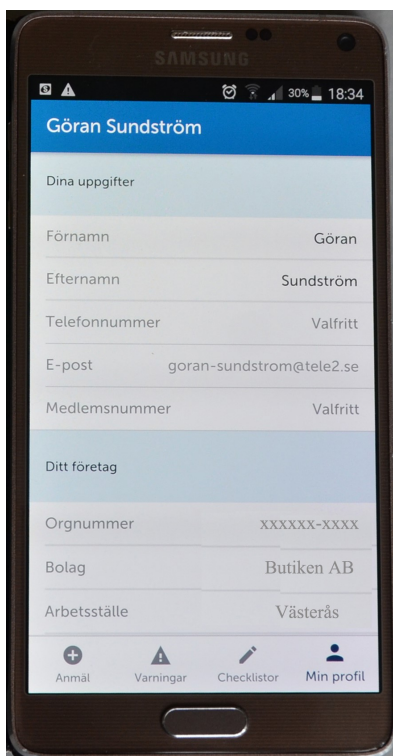 SAMSUNG
30% 18:34
Göran Sundström
Dina uppgifter
Förnamn Göran
Efternamn Sundström
Telefonnummer Valfritt
E-post goran-sundstrom@tele2.se
Medlemsnummer Valfritt
Ditt företag
Orgnummer xxxxxx-xxxx
Bolag Butiken AB
Arbetsställe Västerås
Anmäl Varningar Checklistor Min profil